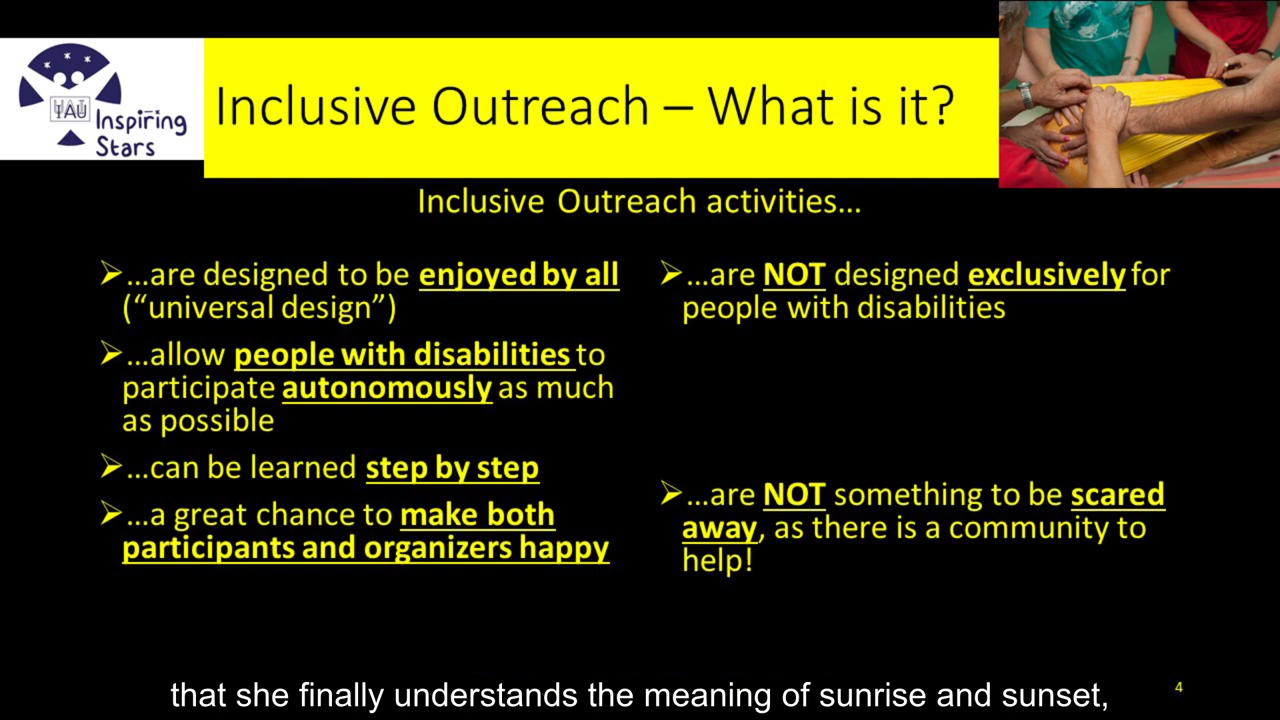 IAU
Inspiring
Stars
Inclusive Outreach – What is it?
Inclusive Outreach activities…
➢…are designed to be enjoyed by all
(“universal design”)
➢…allow people with disabilities to
participate autonomously as much
as possible
➢…can be learned step by step
➢…a great chance to make both
participants and organizers happy
➢…are NOT designed exclusively for
people with disabilities
➢…are NOT something to be scared
away, as there is a community to
help!
that she finally understands the meaning of sunrise and sunset,
4